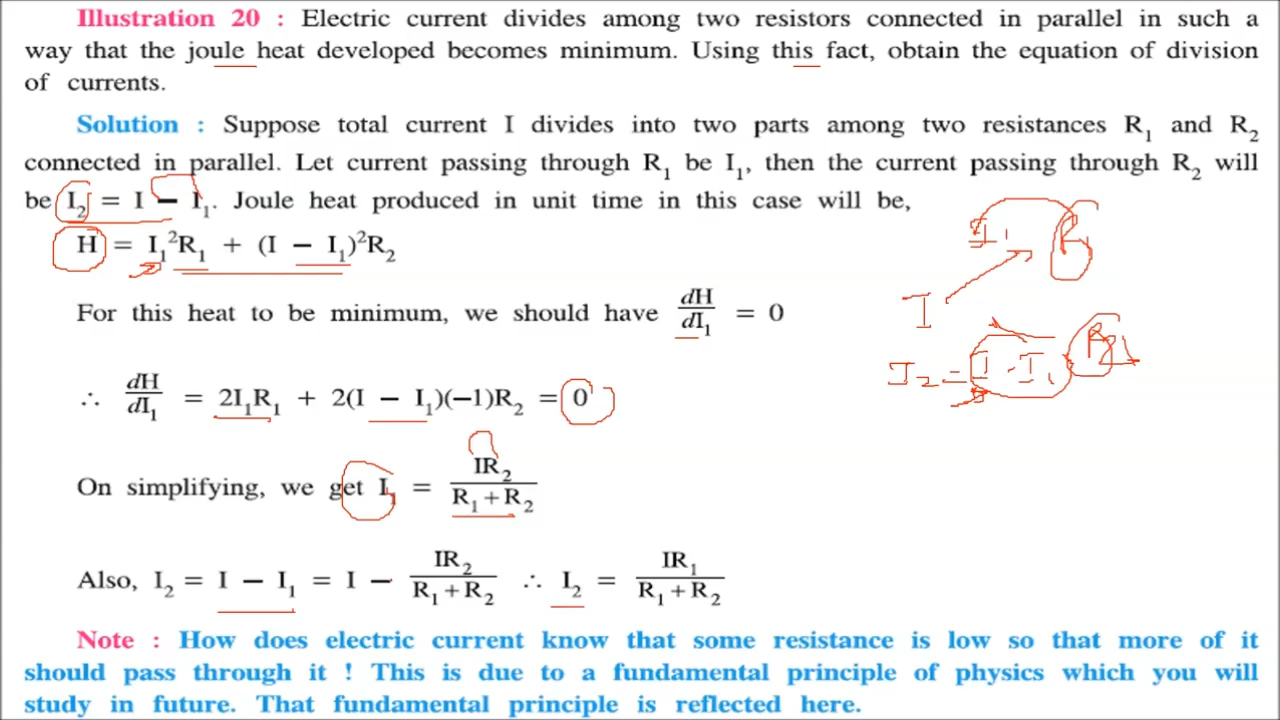 Illustration 20 : Electric current divides among two resistors connected in parallel in such a
way that the joule heat developed becomes minimum. Using this fact, obtain the equation of division
of currents.
Solution : Suppose total current I divides into two parts among two resistances R₁ and R₂
connected in parallel. Let current passing through R₁ be I₁, then the current passing through R₂ will
be I₂ = I − I₁. Joule heat produced in unit time in this case will be,
H = I₁²R₁ + (I − I₁)²R₂
For this heat to be minimum, we should have dH/dI₁ = 0
∴ dH/dI₁ = 2I₁R₁ + 2(I − I₁)(−1)R₂ = 0
On simplifying, we get I₁ = IR₂/(R₁+R₂)
Also, I₂ = I − I₁ = I − IR₂/(R₁+R₂) ∴ I₂ = IR₁/(R₁+R₂)
Note : How does electric current know that some resistance is low so that more of it
should pass through it ! This is due to a fundamental principle of physics which you will
study in future. That fundamental principle is reflected here.
I
I₂ = I - I₁